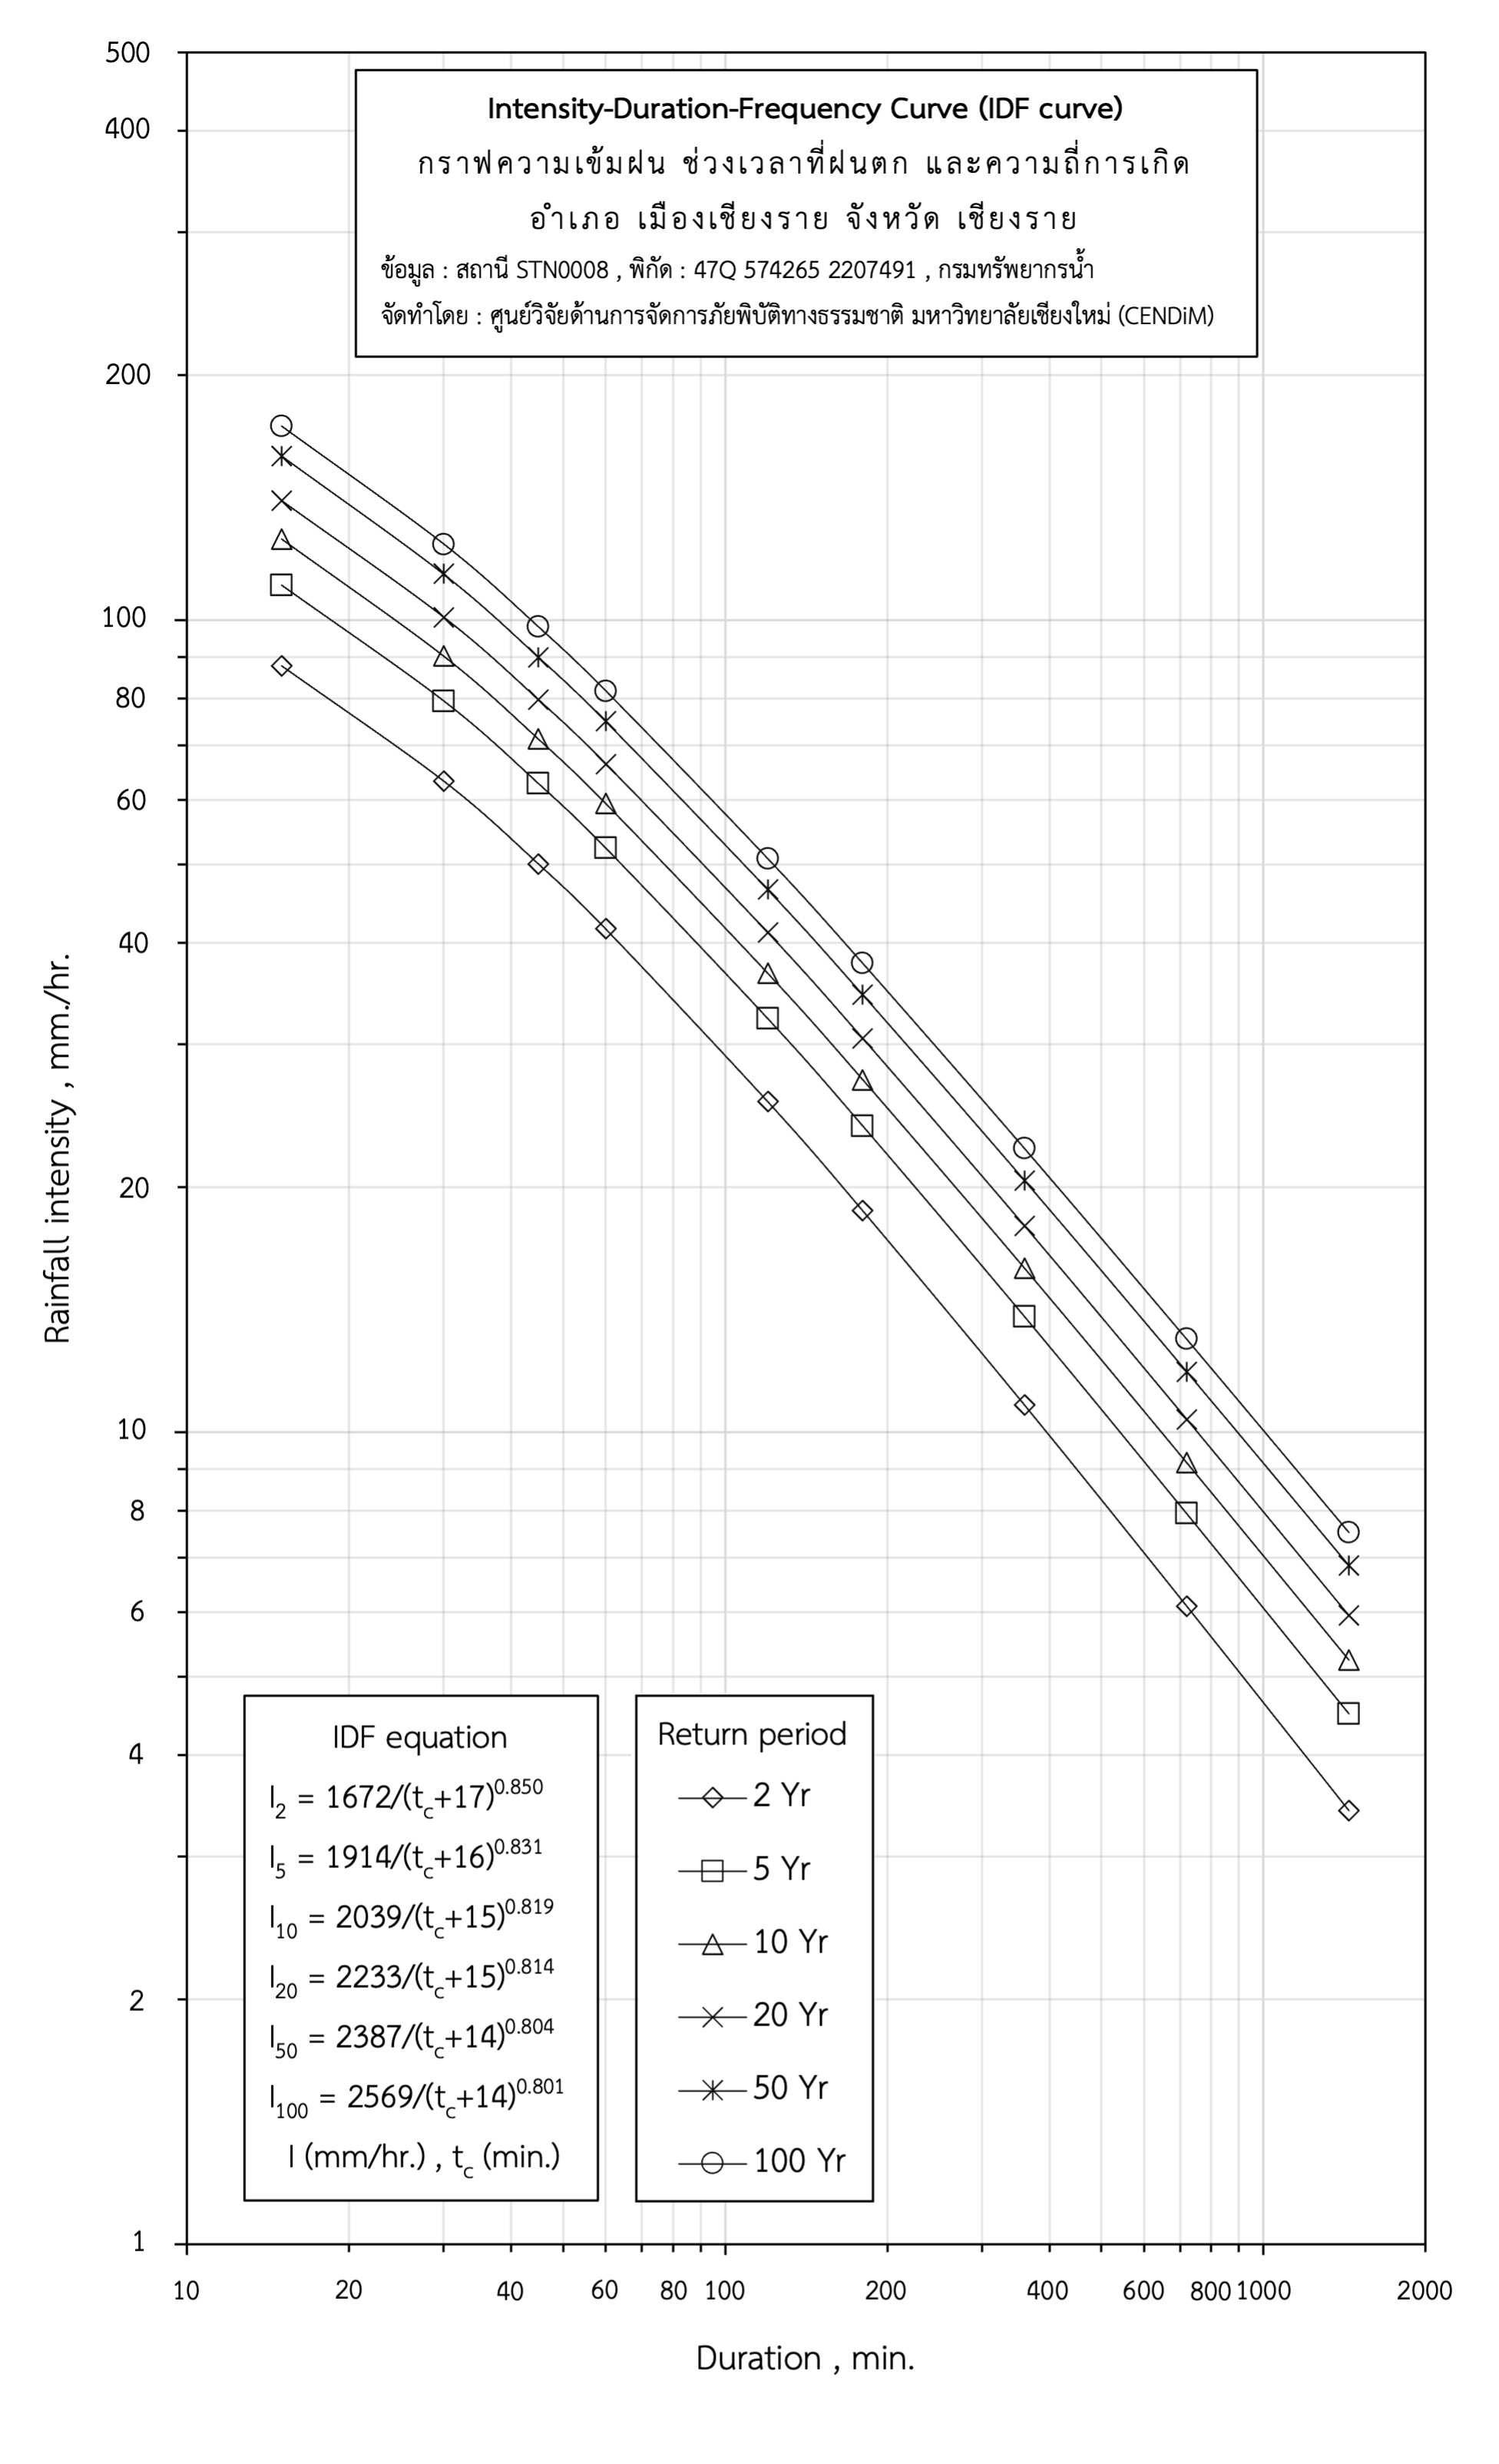 Intensity-Duration-Frequency Curve (IDF curve)
กราฟความเข้มฝน ช่วงเวลาที่ฝนตก และความถี่การเกิด
อำเภอ เมืองเชียงราย จังหวัด เชียงราย
ข้อมูล : สถานี STN0008 , พิกัด : 47Q 574265 2207491 , กรมทรัพยากรน้ำ
จัดทำโดย : ศูนย์วิจัยด้านการจัดการภัยพิบัติทางธรรมชาติ มหาวิทยาลัยเชียงใหม่ (CENDiM)
500
400
200
100
80
60
40
20
10
8
6
4
2
1
Rainfall intensity , mm./hr.
IDF equation
I2 = 1672/(tc+17)0.850
I5 = 1914/(tc+16)0.831
I10 = 2039/(tc+15)0.819
I20 = 2233/(tc+15)0.814
I50 = 2387/(tc+14)0.804
I100 = 2569/(tc+14)0.801
I (mm/hr.) , tc (min.)
Return period
2 Yr
5 Yr
10 Yr
20 Yr
50 Yr
100 Yr
10 20 40 60 80 100 200 400 600 800 1000 2000
Duration , min.